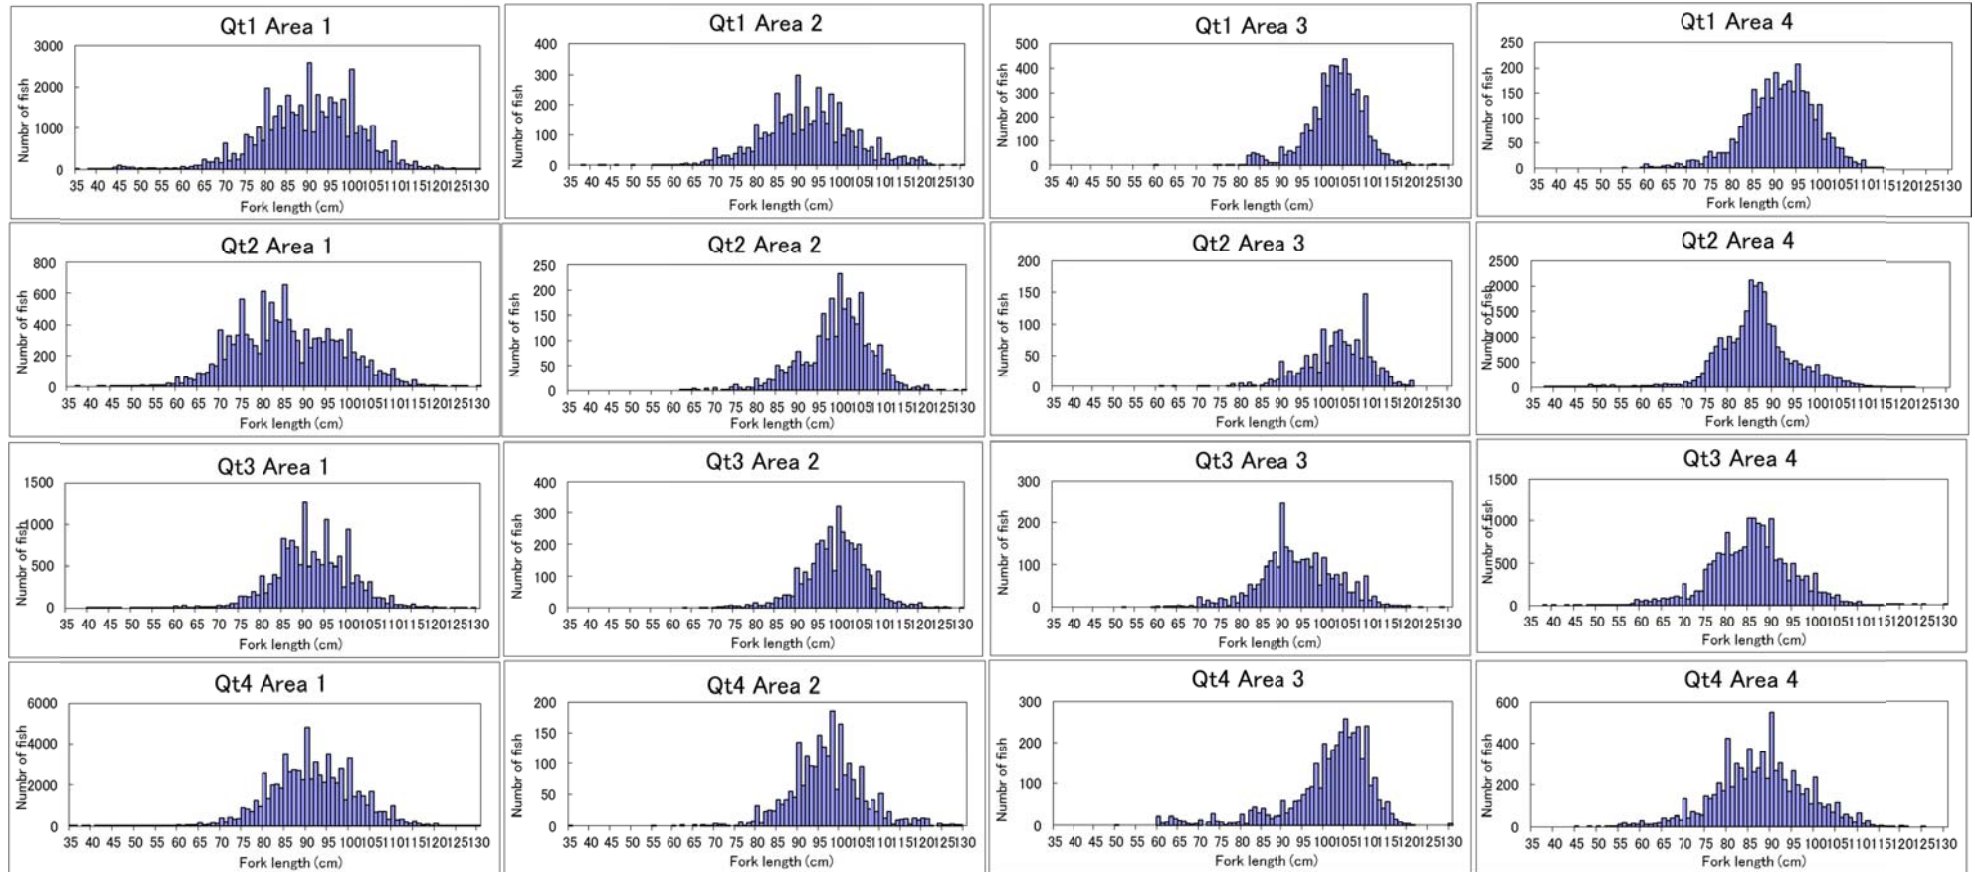 Qt1 Area 1
3000
2000
1000
0
Numbr of fish
35 40 45 50 55 60 65 70 75 80 85 90 95 100105110115120125130
Fork length (cm)
Qt1 Area 2
400
300
200
100
0
Numbr of fish
35 40 45 50 55 60 65 70 75 80 85 90 95 100105110115120125130
Fork length (cm)
Qt1 Area 3
500
400
300
200
100
0
Numbr of fish
35 40 45 50 55 60 65 70 75 80 85 90 95 100105110115120125130
Fork length (cm)
Qt1 Area 4
250
200
150
100
50
0
Numbr of fish
35 40 45 50 55 60 65 70 75 80 85 90 95 100105110115120125130
Fork length (cm)
Qt2 Area 1
800
600
400
200
0
Numbr of fish
35 40 45 50 55 60 65 70 75 80 85 90 95 100105110115120125130
Fork length (cm)
Qt2 Area 2
250
200
150
100
50
0
Numbr of fish
35 40 45 50 55 60 65 70 75 80 85 90 95 100105110115120125130
Fork length (cm)
Qt2 Area 3
200
150
100
50
0
Numbr of fish
35 40 45 50 55 60 65 70 75 80 85 90 95 100105110115120125130
Fork length (cm)
Qt2 Area 4
2500
2000
1500
1000
500
0
Numbr of fish
35 40 45 50 55 60 65 70 75 80 85 90 95 100105110115120125130
Fork length (cm)
Qt3 Area 1
1500
1000
500
0
Numbr of fish
35 40 45 50 55 60 65 70 75 80 85 90 95 100105110115120125130
Fork length (cm)
Qt3 Area 2
400
300
200
100
0
Numbr of fish
35 40 45 50 55 60 65 70 75 80 85 90 95 100105110115120125130
Fork length (cm)
Qt3 Area 3
300
200
100
0
Numbr of fish
35 40 45 50 55 60 65 70 75 80 85 90 95 100105110115120125130
Fork length (cm)
Qt3 Area 4
1500
1000
500
0
Numbr of fish
35 40 45 50 55 60 65 70 75 80 85 90 95 100105110115120125130
Fork length (cm)
Qt4 Area 1
6000
4000
2000
0
Numbr of fish
35 40 45 50 55 60 65 70 75 80 85 90 95 100105110115120125130
Fork length (cm)
Qt4 Area 2
200
150
100
50
0
Numbr of fish
35 40 45 50 55 60 65 70 75 80 85 90 95 100105110115120125130
Fork length (cm)
Qt4 Area 3
300
200
100
0
Numbr of fish
35 40 45 50 55 60 65 70 75 80 85 90 95 100105110115120125130
Fork length (cm)
Qt4 Area 4
600
400
200
0
Numbr of fish
35 40 45 50 55 60 65 70 75 80 85 90 95 100105110115120125130
Fork length (cm)